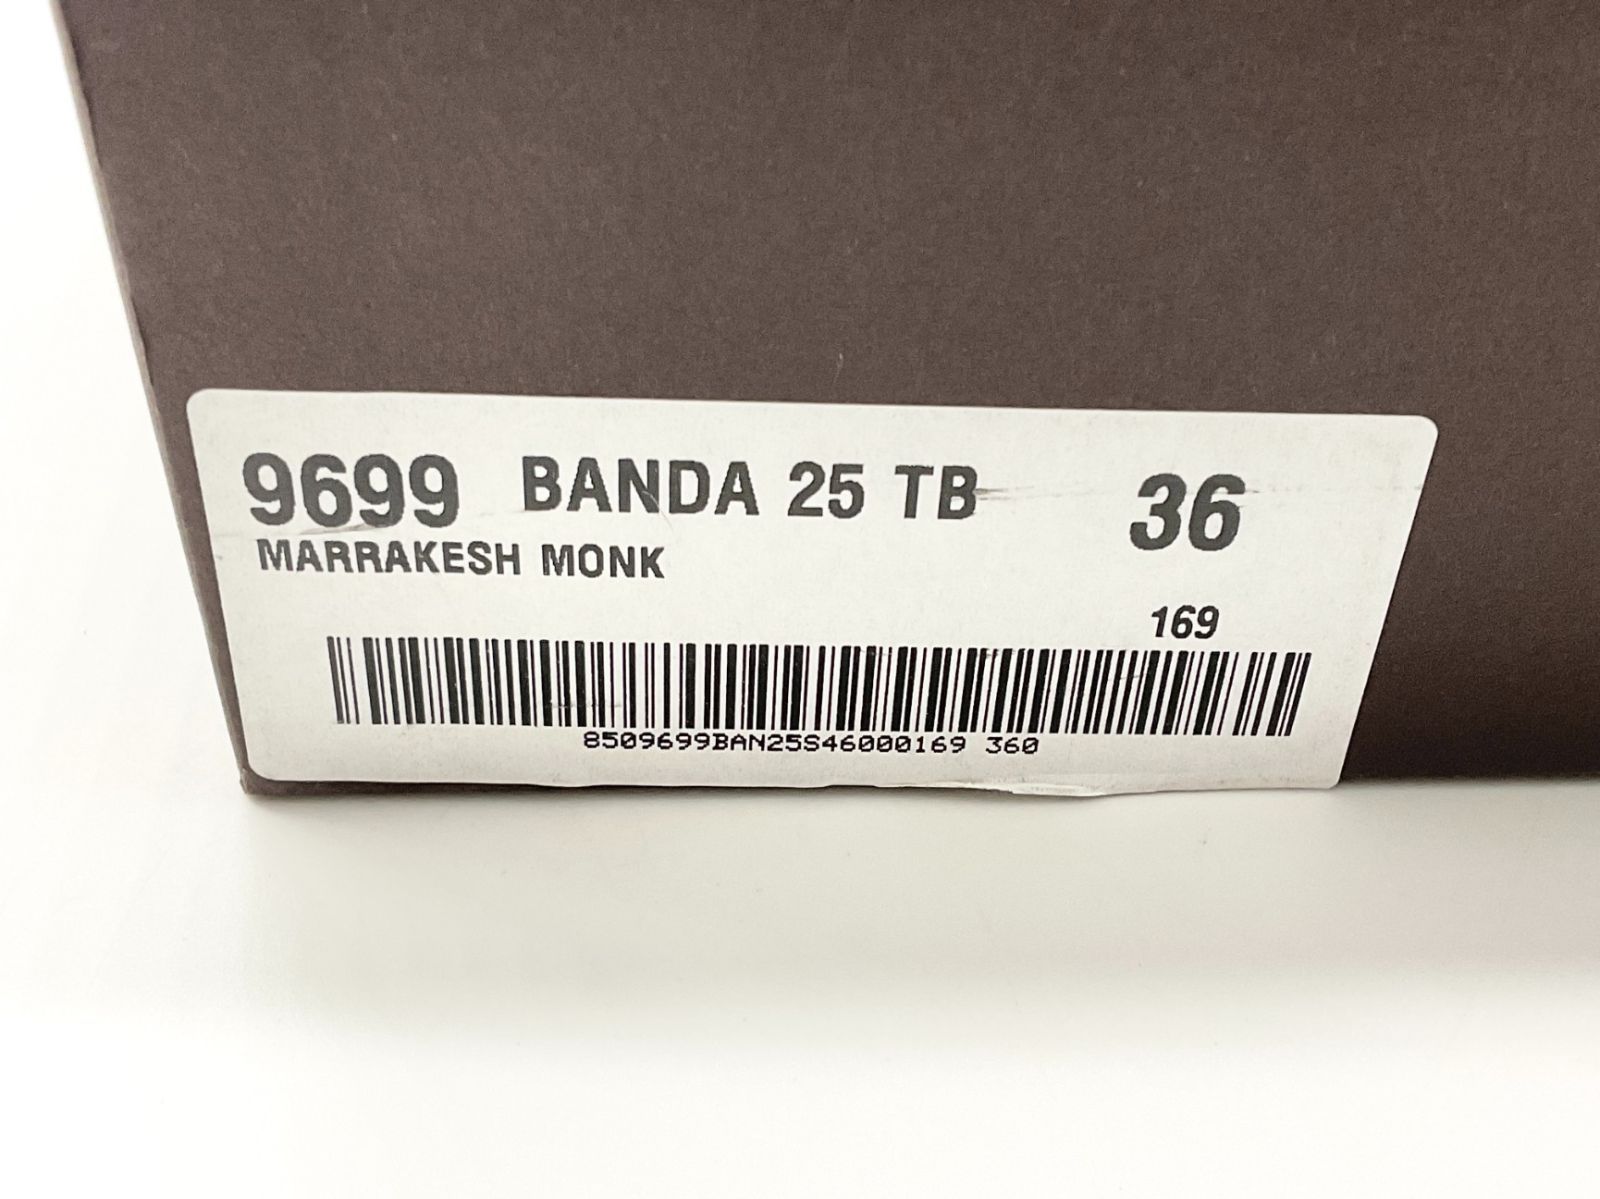 9699 BANDA 25 TB 36
MARRAKESH MONK
169
8509699BAN25S46000169 360